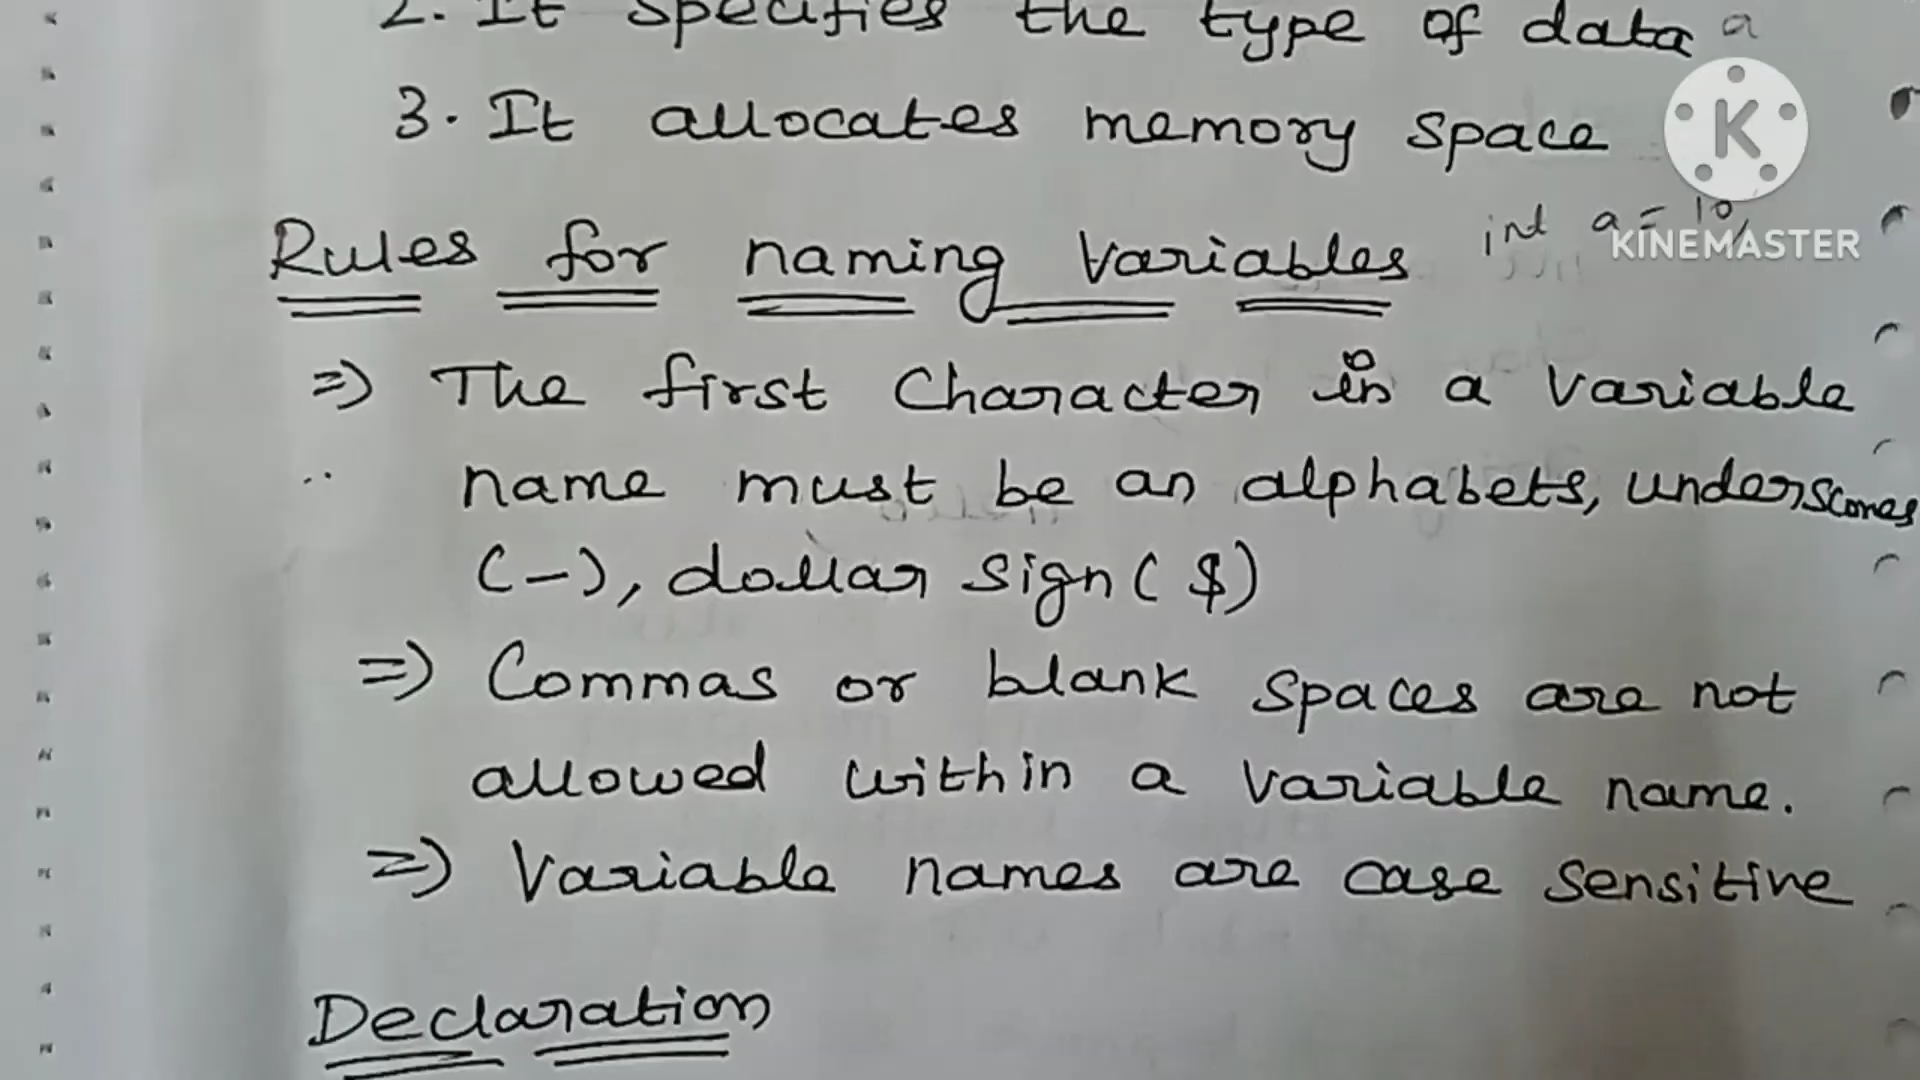 2. It specifies the type of data a
3. It allocates memory space
Rules for naming Variables int a = 10,
KINEMASTER
=> The first Character in a Variable
name must be an alphabets, underscores
(-), dollar sign ( $)
=> Commas or blank spaces are not
allowed within a variable name.
=> Variable names are case sensitive
Declaration